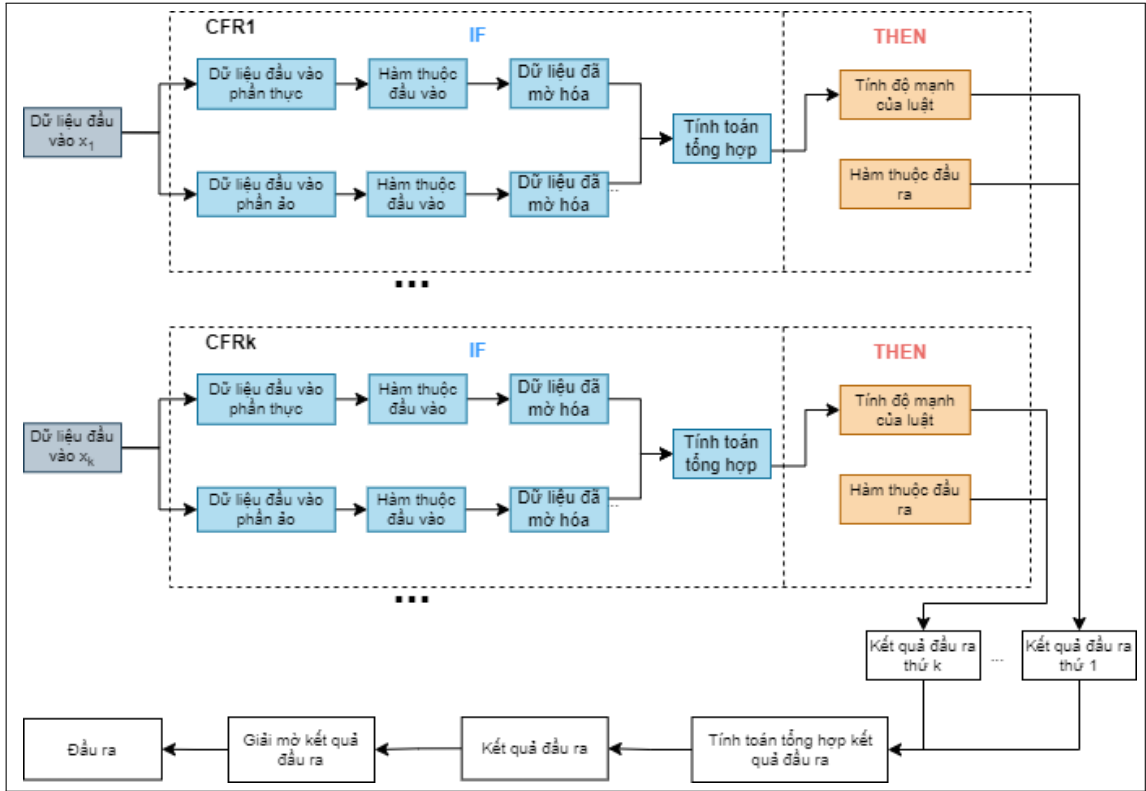 CFR1
IF
THEN
Dữ liệu đầu vào
phần thực
Hàm thuộc
đầu vào
Dữ liệu đã
mờ hóa
Tính độ mạnh
của luật
Dữ liệu đầu
vào x1
Tính toán
tổng hợp
Dữ liệu đầu vào
phần ảo
Hàm thuộc
đầu vào
Dữ liệu đã
mờ hóa
...
Hàm thuộc đầu
ra
...
CFRk
IF
THEN
Dữ liệu đầu vào
phần thực
Hàm thuộc
đầu vào
Dữ liệu đã
mờ hóa
Tính độ mạnh
của luật
Dữ liệu đầu
vào xk
Tính toán
tổng hợp
Dữ liệu đầu vào
phần ảo
Hàm thuộc
đầu vào
Dữ liệu đã
mờ hóa
...
Hàm thuộc đầu
ra
...
Kết quả đầu ra
thứ k
...
Kết quả đầu ra
thứ 1
Đầu ra
Giải mờ kết quả
đầu ra
Kết quả đầu ra
Tính toán tổng hợp kết
quả đầu ra